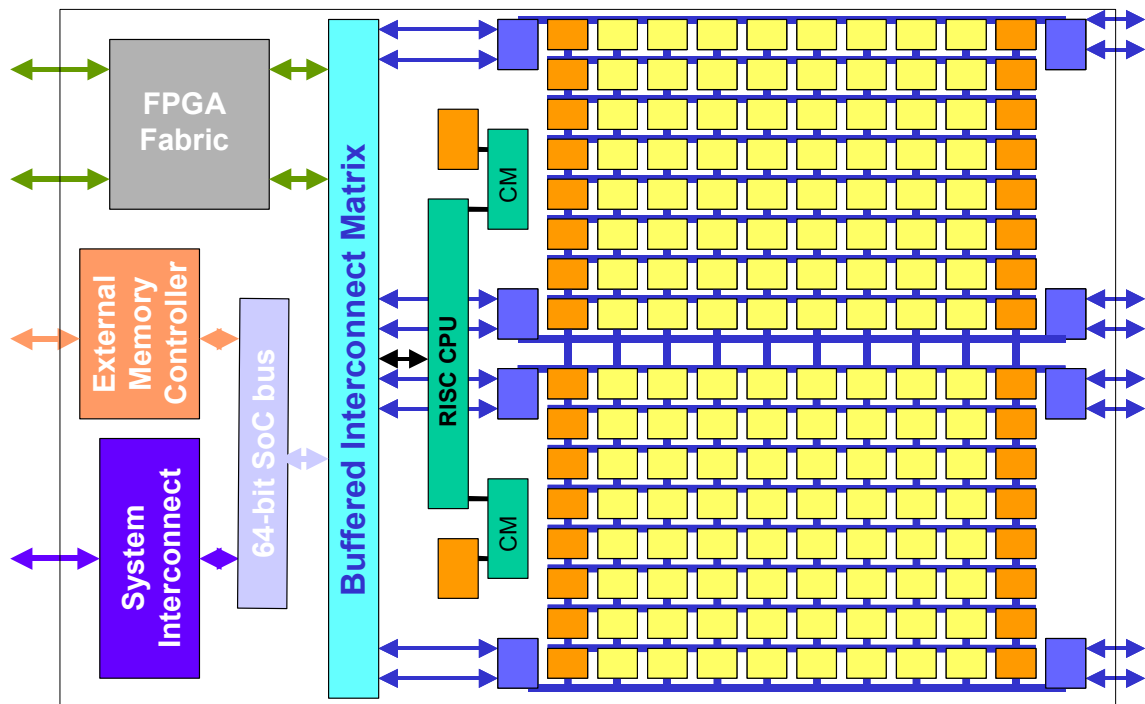 FPGA
Fabric
External
Memory
Controller
System
Interconnect
64-bit SoC bus
Buffered Interconnect Matrix
RISC CPU
CM
CM